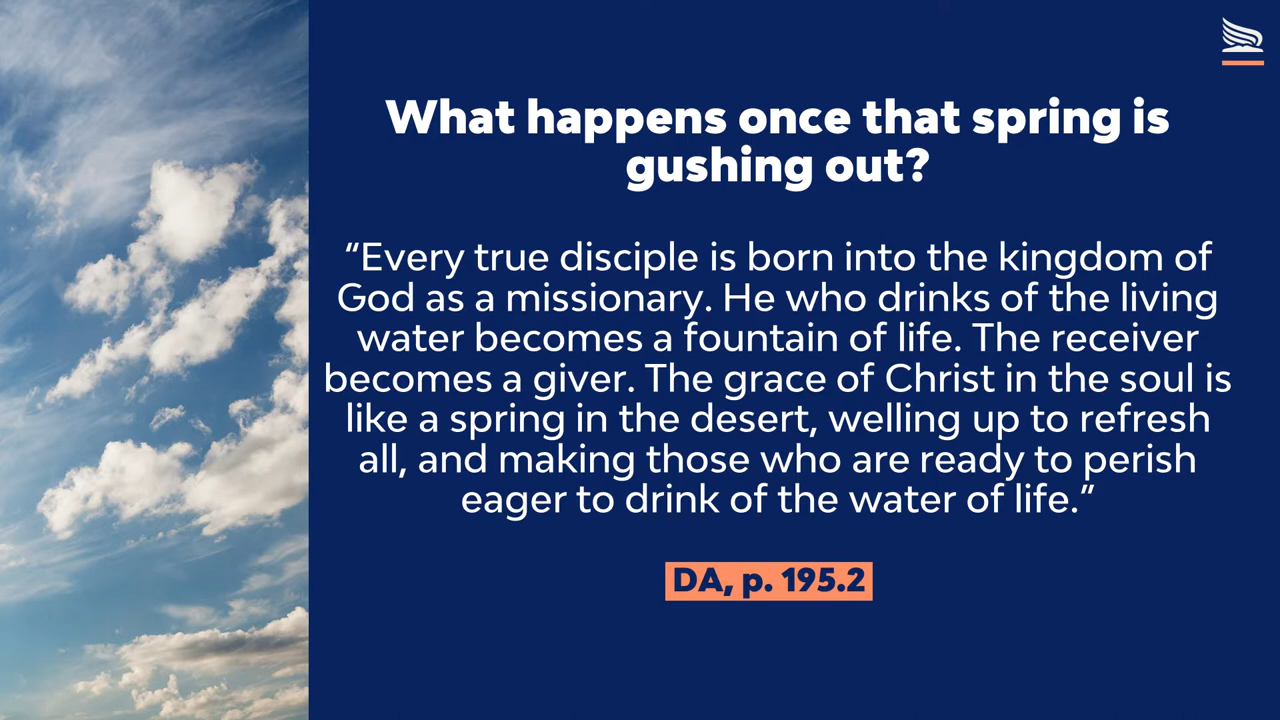 What happens once that spring is
gushing out?
“Every true disciple is born into the kingdom of
God as a missionary. He who drinks of the living
water becomes a fountain of life. The receiver
becomes a giver. The grace of Christ in the soul is
like a spring in the desert, welling up to refresh
all, and making those who are ready to perish
eager to drink of the water of life.”
DA, p. 195.2